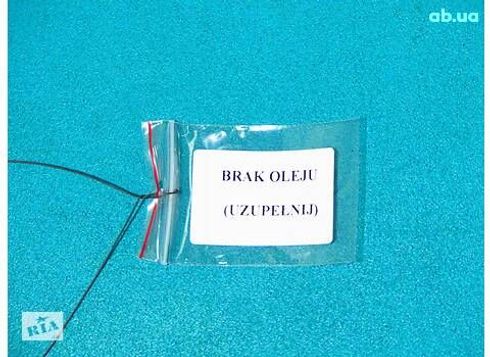 ab.ua
BRAK OLEJU
(UZUPEŁNIJ)
RIA